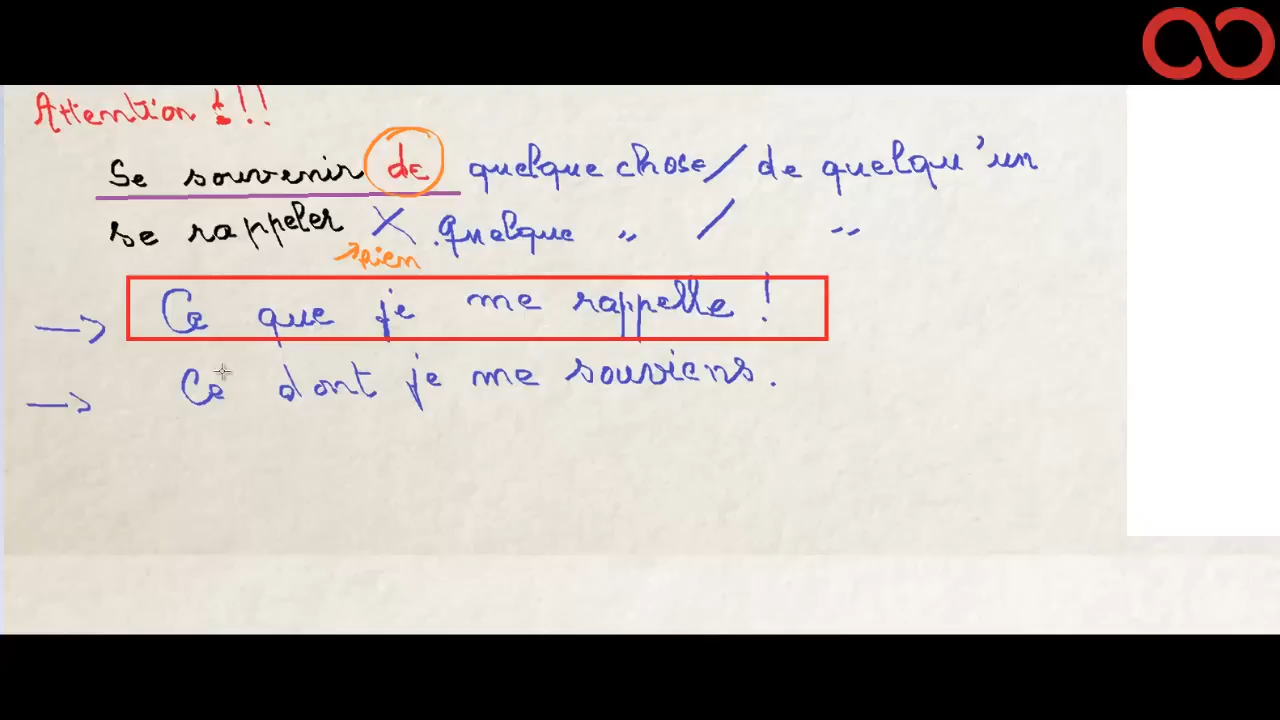 Attention !!!
Se souvenir de quelque chose / de quelqu'un
se rappeler X quelque " / "
rien
Ce que je me rappelle !
Ce dont je me souviens.